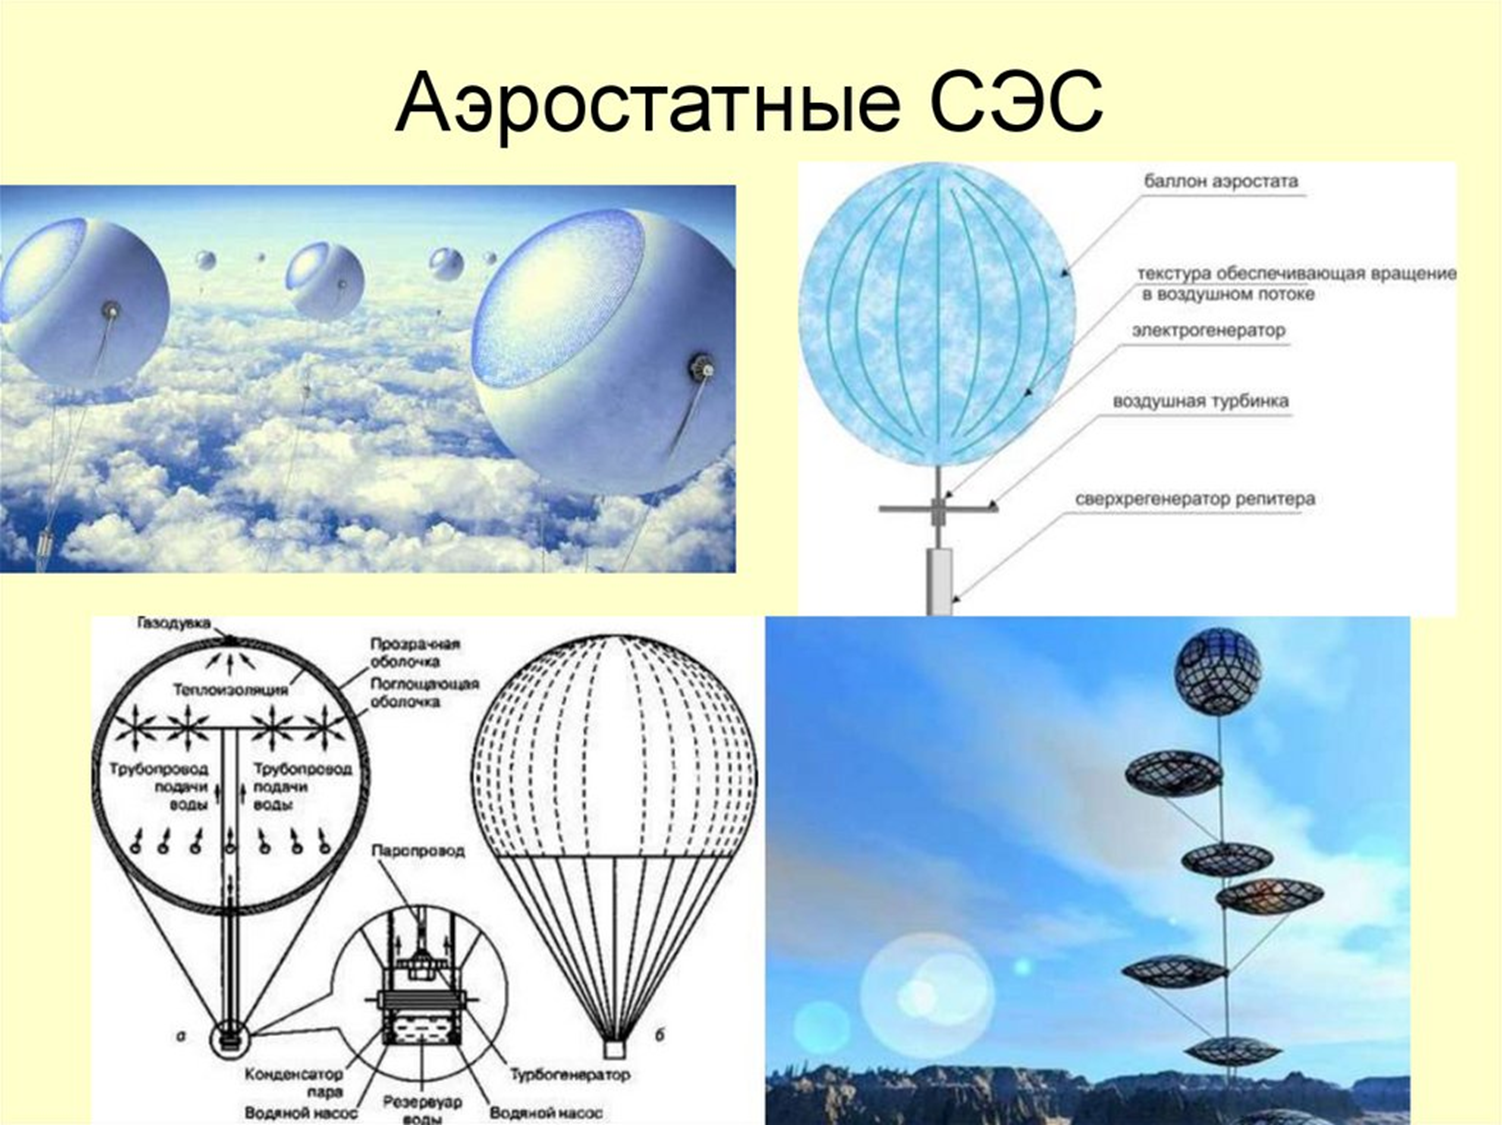 Аэростатные СЭС
баллон аэростата
текстура обеспечивающая вращение
в воздушном потоке
электрогенератор
воздушная турбинка
сверхрегенератор репитера
Газодувка
Прозрачная
оболочка
Теплоизоляция
Поглощающая
оболочка
Трубопровод
подачи
воды
Трубопровод
подачи
воды
Паропровод
а
б
Конденсатор
пара
Турбогенератор
Водяной насос
Резервуар
воды
Водяной насос